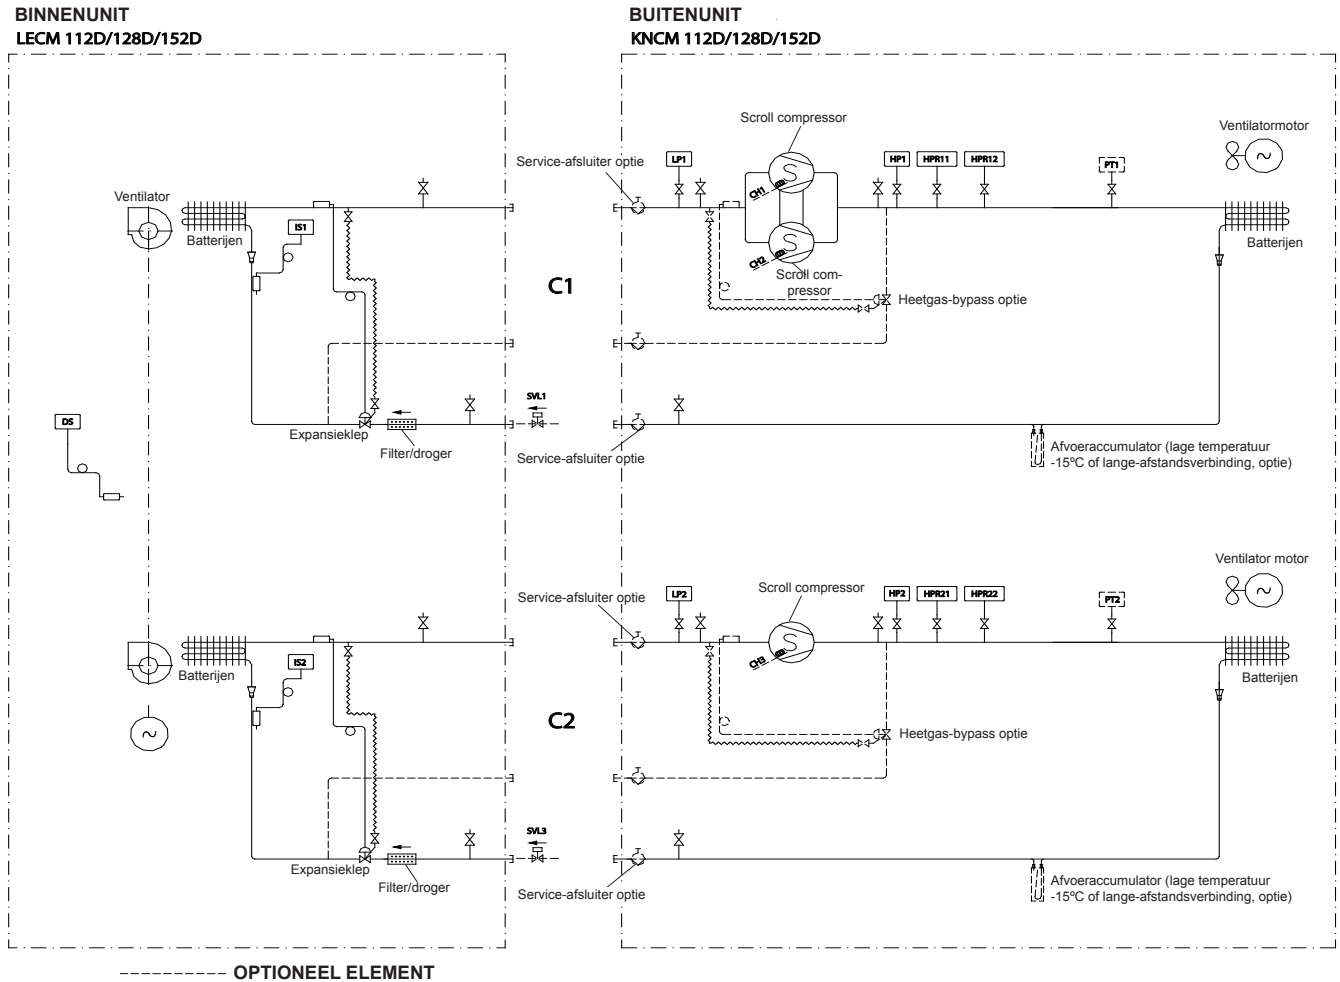 BINNENUNIT
LECM 112D/128D/152D
BUITENUNIT
KNCM 112D/128D/152D
Scroll compressor
Ventilatormotor
Service-afsluiter optie
LP1
HP1
HPR11
HPR12
PT1
CH1
Ventilator
IS1
Batterijen
Batterijen
CH2
Scroll com-
pressor
C1
Heetgas-bypass optie
SVL1
DS
Expansieklep
Filter/droger
Service-afsluiter optie
Afvoeraccumulator (lage temperatuur
-15ºC of lange-afstandsverbinding, optie)
Ventilator motor
Scroll compressor
Service-afsluiter optie
LP2
HP2
HPR21
HPR22
PT2
CH3
IS2
Batterijen
Batterijen
C2
Heetgas-bypass optie
SVL3
Expansieklep
Filter/droger
Service-afsluiter optie
Afvoeraccumulator (lage temperatuur
-15ºC of lange-afstandsverbinding, optie)
OPTIONEEL ELEMENT